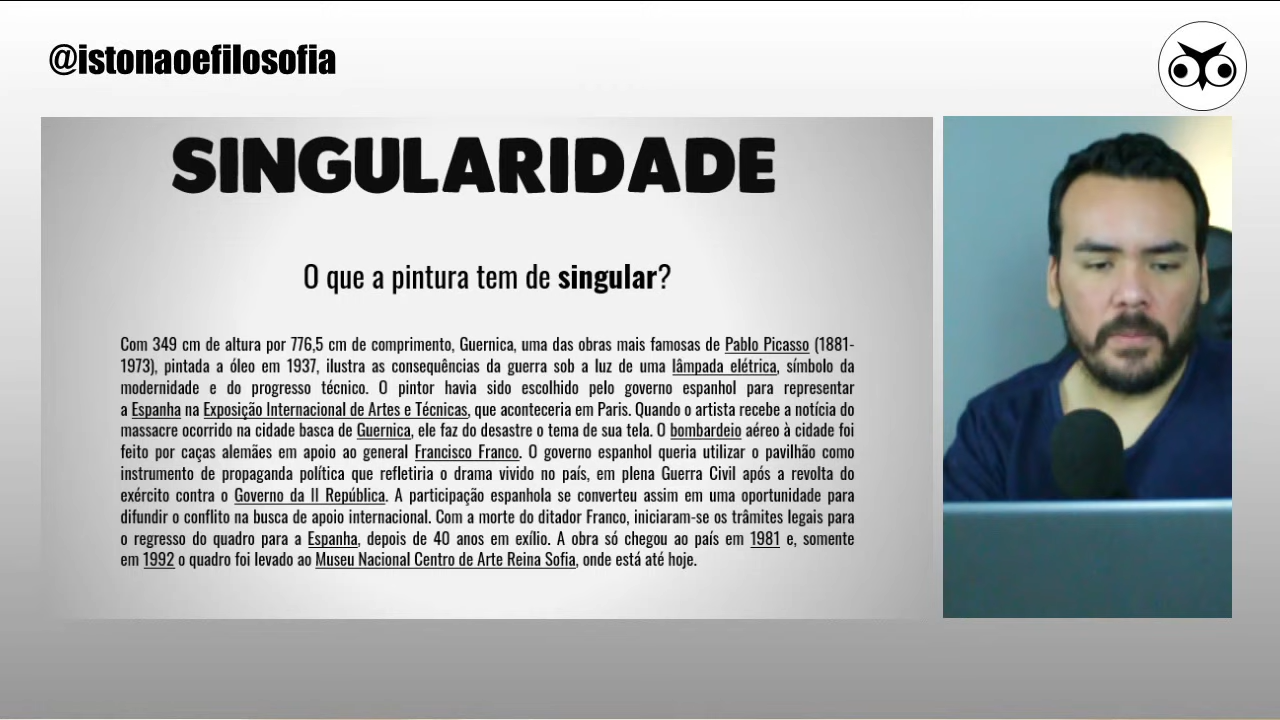 @istonaoefilosofia
SINGULARIDADE
O que a pintura tem de singular?
Com 349 cm de altura por 776,5 cm de comprimento, Guernica, uma das obras mais famosas de Pablo Picasso (1881-
1973), pintada a óleo em 1937, ilustra as consequências da guerra sob a luz de uma lâmpada elétrica, símbolo da
modernidade e do progresso técnico. O pintor havia sido escolhido pelo governo espanhol para representar
a Espanha na Exposição Internacional de Artes e Técnicas, que aconteceria em Paris. Quando o artista recebe a notícia do
massacre ocorrido na cidade basca de Guernica, ele faz do desastre o tema de sua tela. O bombardeio aéreo à cidade foi
feito por caças alemães em apoio ao general Francisco Franco. O governo espanhol queria utilizar o pavilhão como
instrumento de propaganda política que refletiria o drama vivido no país, em plena Guerra Civil após a revolta do
exército contra o Governo da II República. A participação espanhola se converteu assim em uma oportunidade para
difundir o conflito na busca de apoio internacional. Com a morte do ditador Franco, iniciaram-se os trâmites legais para
o regresso do quadro para a Espanha, depois de 40 anos em exílio. A obra só chegou ao país em 1981 e, somente
em 1992 o quadro foi levado ao Museu Nacional Centro de Arte Reina Sofia, onde está até hoje.